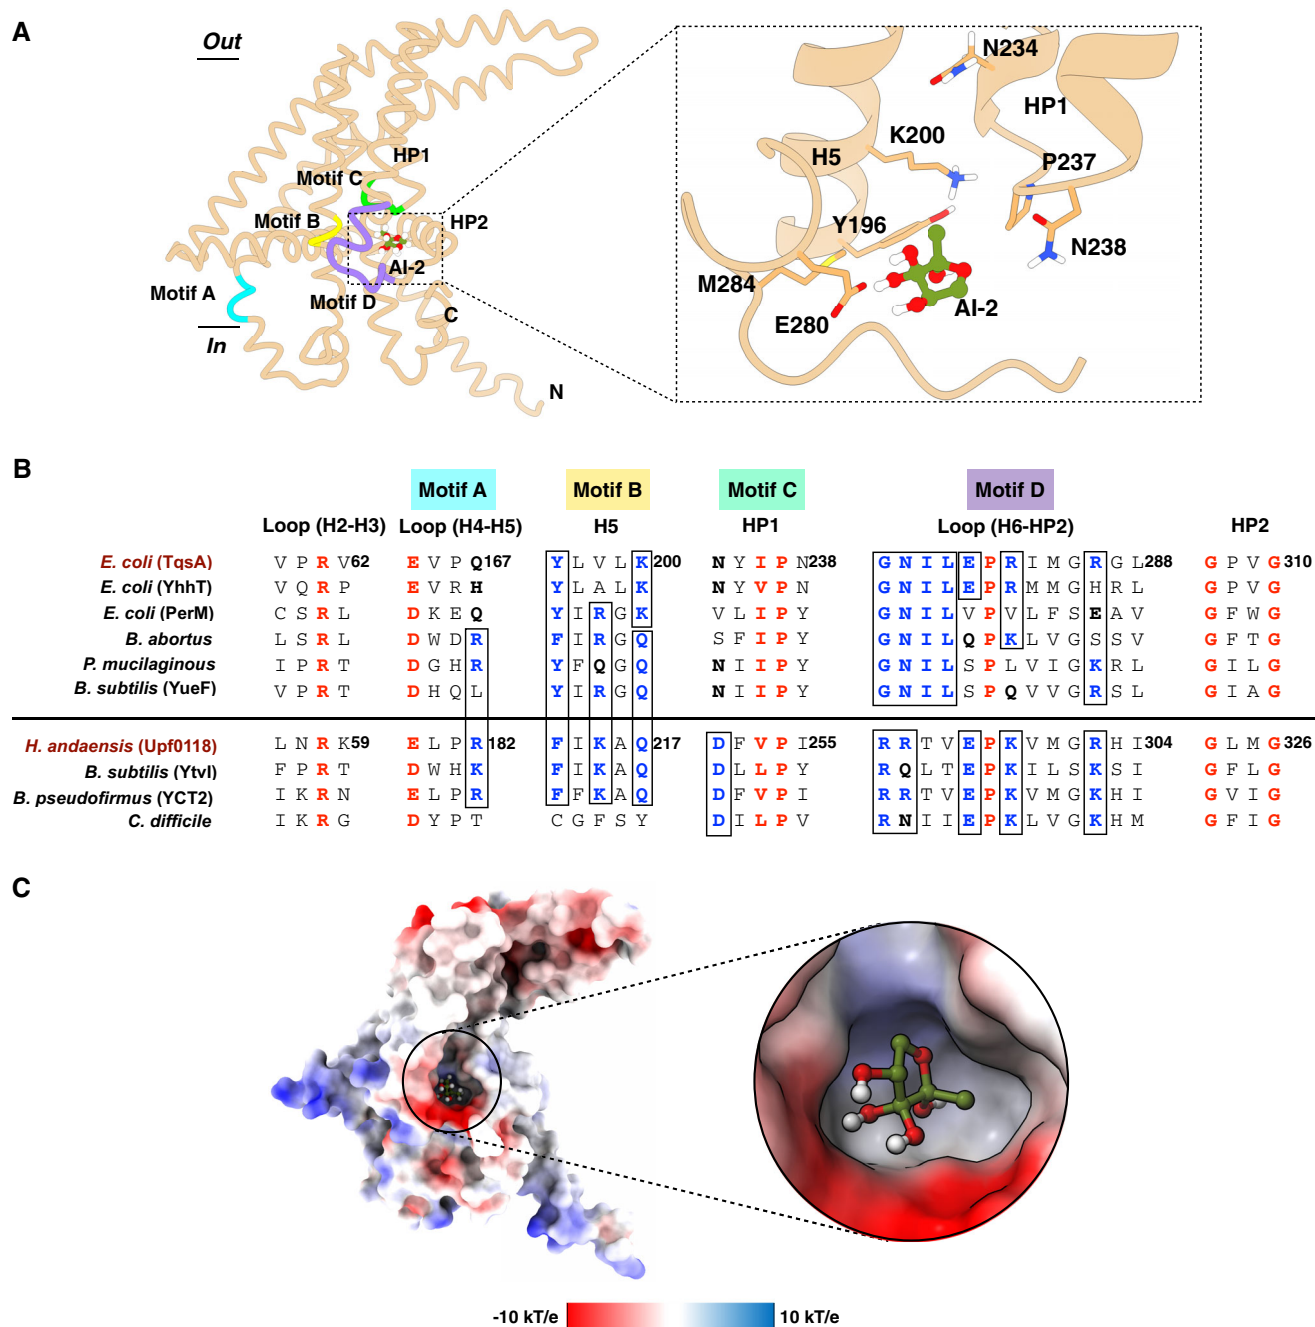 A
Out
HP1
Motif C
Motif B
HP2
AI-2
Motif A
Motif D
C
In
N
N234
HP1
K200
H5
P237
Y196
N238
M284
AI-2
E280
B
Motif A Motif B Motif C Motif D
Loop (H2-H3) Loop (H4-H5) H5 HP1 Loop (H6-HP2) HP2
E. coli (TqsA) V P R V62 E V P Q167 Y L V L K200 N Y I P N238 G N I L E P R I M G R G L288 G P V G310
E. coli (YhhT) V Q R P E V R H Y L A L K N Y V P N G N I L E P R I M G H R L G P V G
E. coli (PerM) C S R L D K E Q Y I R G K V L I P Y G N I L V P V L F S E A V G F W G
B. abortus L S R L D W D R F I R G Q S F I P Y G N I L Q P K L V G S S V G F T G
P. mucilaginous I P R T D G H R Y F Q G Q N I I P Y G N I L S P L V I G K R L G I L G
B. subtilis (YueF) V P R T D H Q L Y I R G Q N I I P Y G N I L S P Q V V G R S L G I A G
H. andaensis (Upf0118) L N R K59 E L P R182 F I K A Q217 D F V P I255 R R T V E P K V M G R H I304 G L M G326
B. subtilis (YtvI) F P R T D W H K F I K A Q D L L P Y R Q L T E P K I L S K S I G F L G
B. pseudofirmus (YCT2) I K R N E L P R F F K A Q D F V P I R R T V E P K V M G K H I G V I G
C. difficile I K R G D Y P T C G F S Y D I L P V R N I I E P K L V G K H M G F I G
C
-10 kT/e 10 kT/e